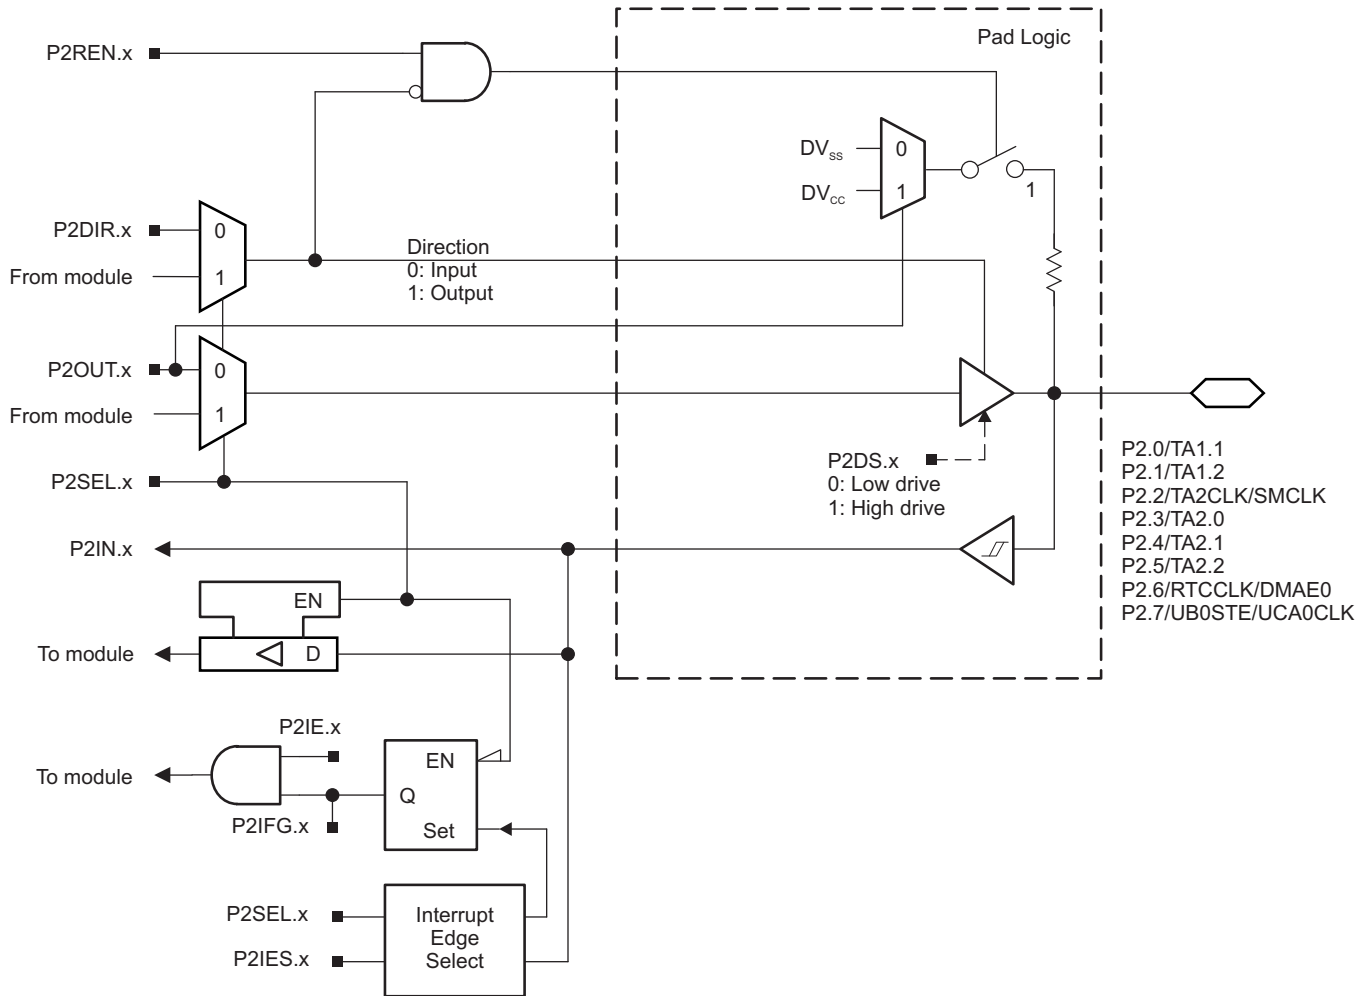 Pad Logic
P2REN.x
DVSS
0
DVCC
1
1
P2DIR.x
0
From module
1
Direction
0: Input
1: Output
P2OUT.x
0
From module
1
P2SEL.x
P2DS.x
0: Low drive
1: High drive
P2.0/TA1.1
P2.1/TA1.2
P2.2/TA2CLK/SMCLK
P2.3/TA2.0
P2.4/TA2.1
P2.5/TA2.2
P2.6/RTCCLK/DMAE0
P2.7/UB0STE/UCA0CLK
P2IN.x
EN
To module
D
P2IE.x
EN
To module
Q
P2IFG.x
Set
P2SEL.x
P2IES.x
Interrupt
Edge
Select